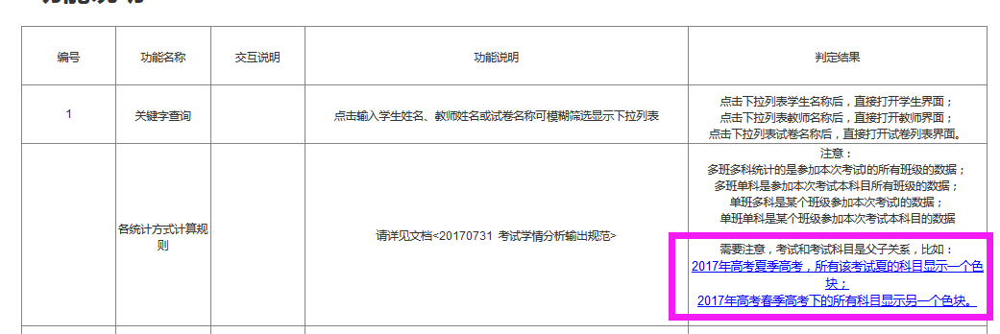 编号 功能名称 交互说明 功能说明 判定结果
1 关键字查询 点击输入学生姓名、教师姓名或试卷名称可模糊筛选显示下拉列表
点击下拉列表学生名称后，直接打开学生界面；
点击下拉列表教师名称后，直接打开教师界面；
点击下拉列表试卷名称后，直接打开试卷列表界面。
各统计方式计算规
则
请详见文档<20170731 考试学情分析输出规范>
注意：
多班多科统计的是参加本次考试的所有班级的数据；
多班单科是参加本次考试本科目所有班级的数据；
单班多科是某个班级参加本次考试的数据；
单班单科是某个班级参加本次考试本科目的数据
需要注意，考试和考试科目是父子关系，比如：
2017年高考夏季高考，所有该考试夏的科目显示一个色
块；
2017年高考春季高考下的所有科目显示另一个色块。